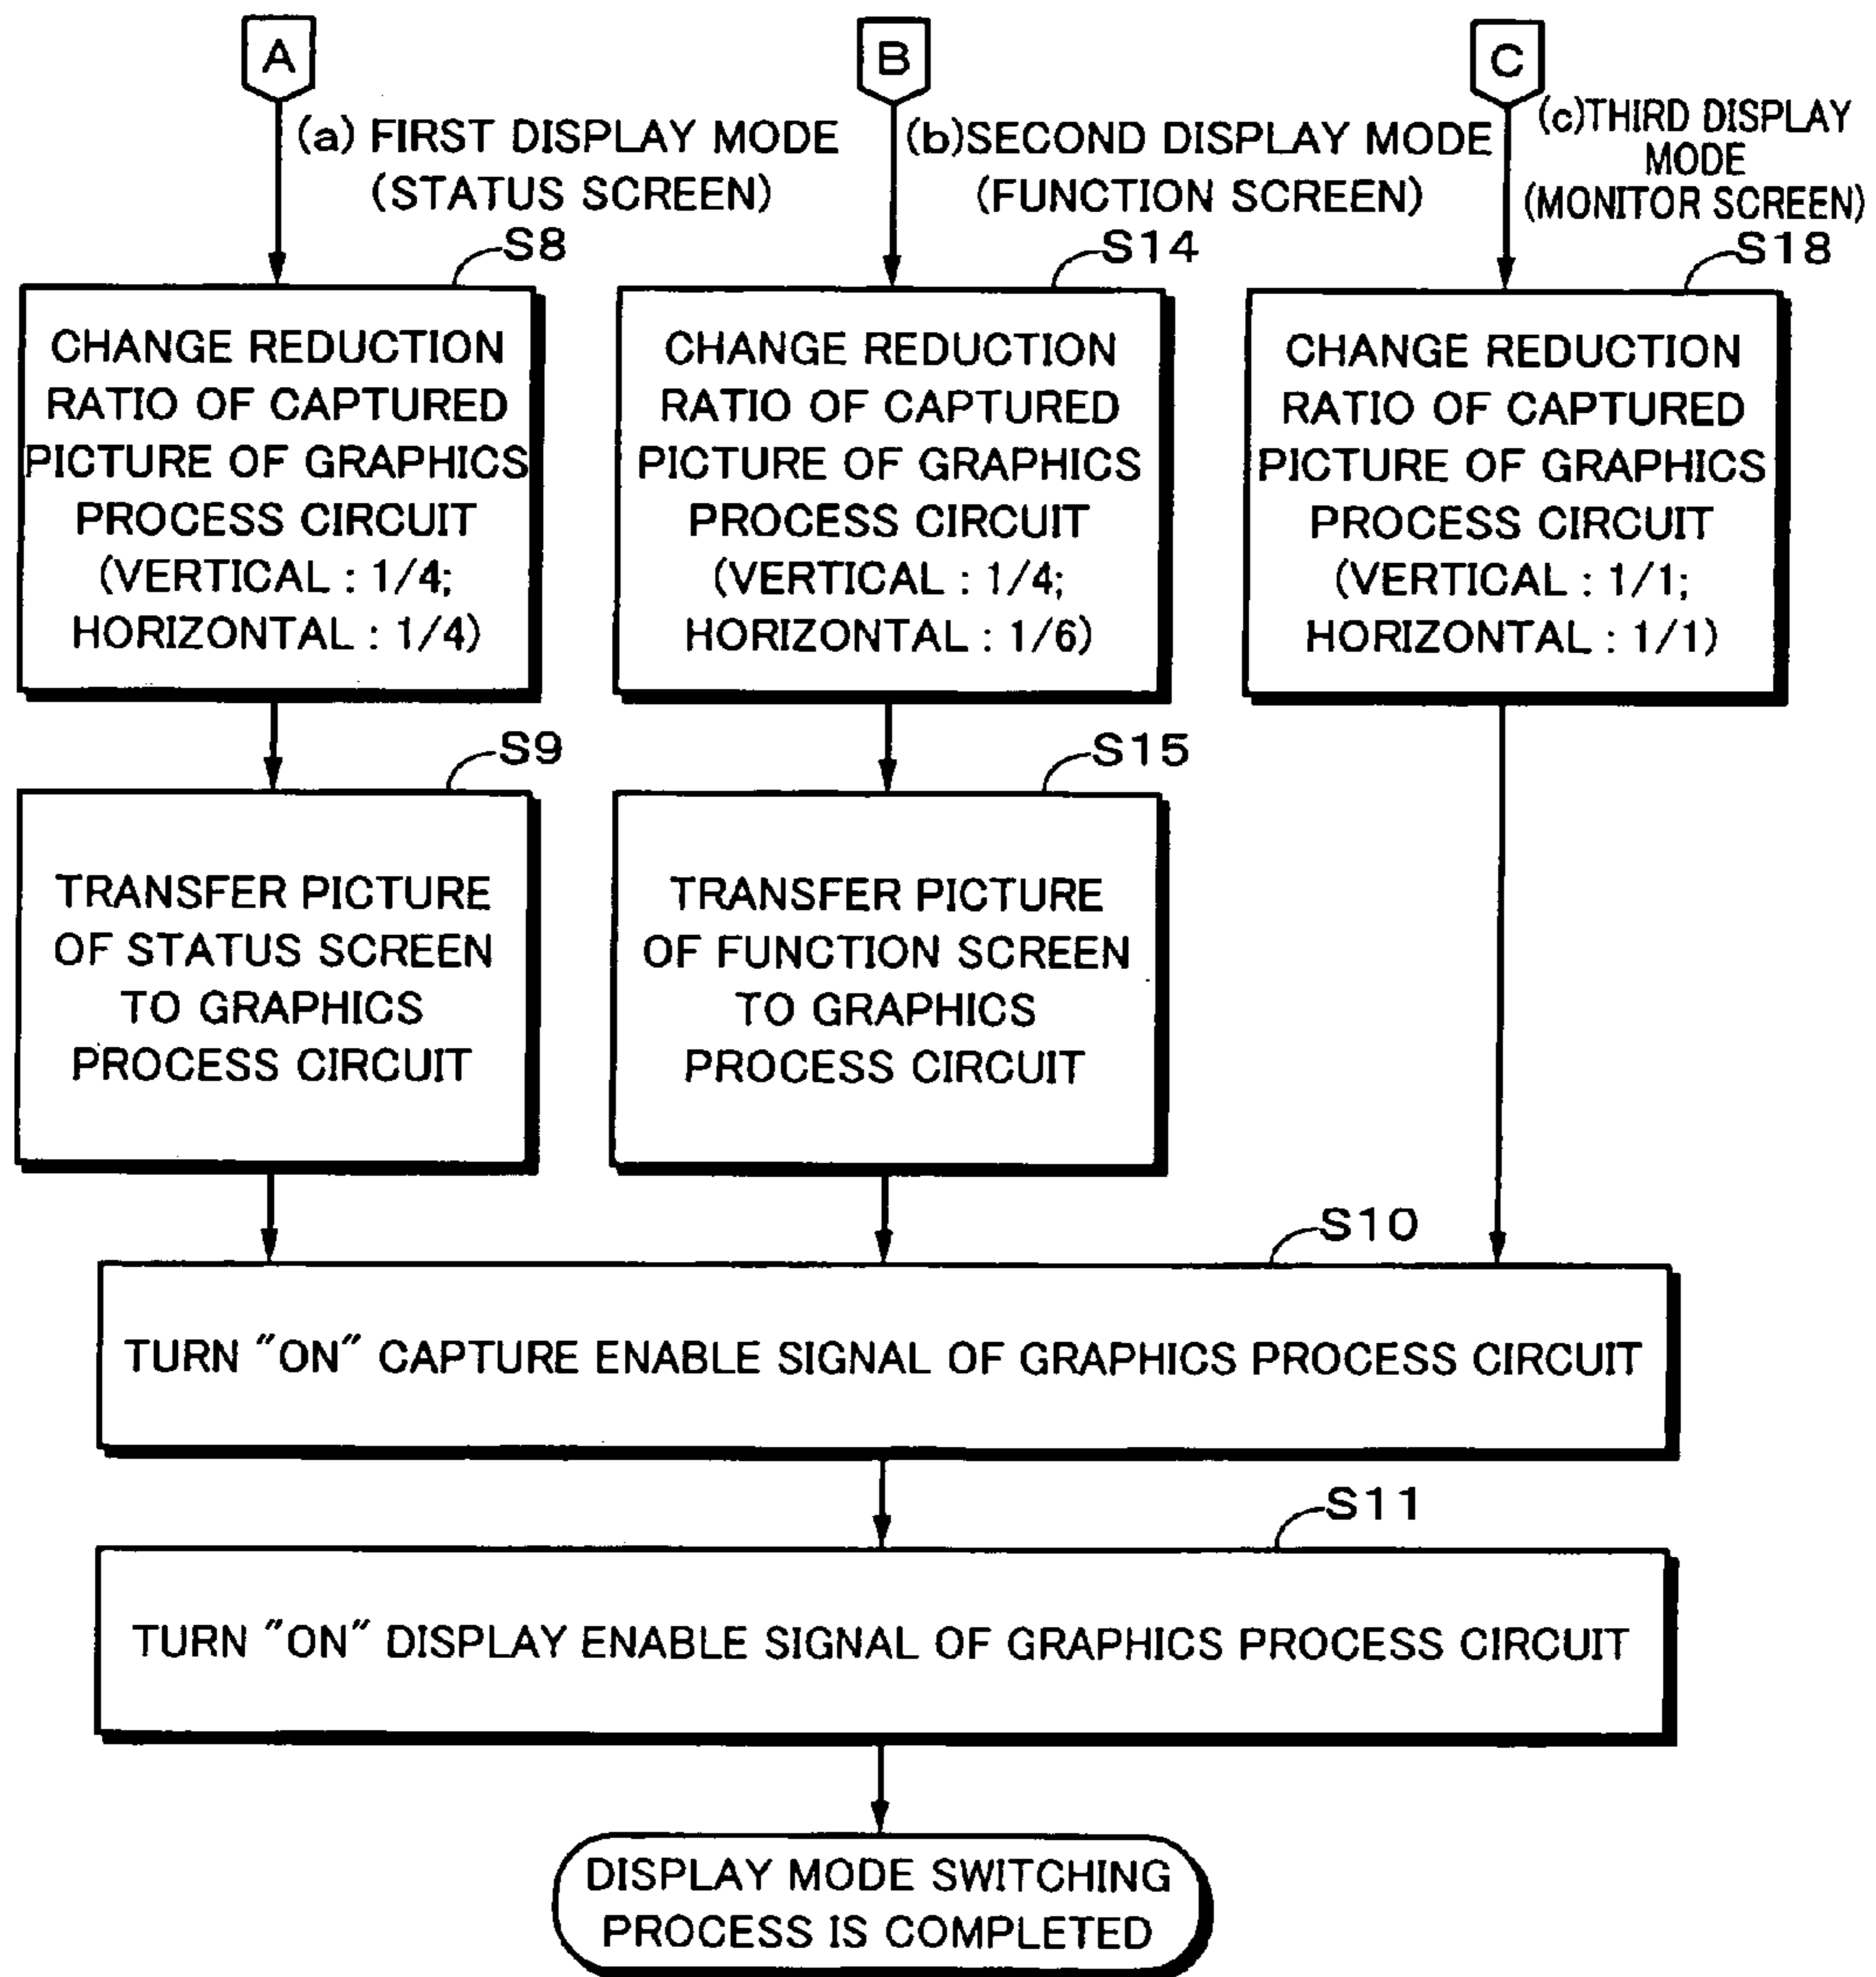 A
(a) FIRST DISPLAY MODE
(STATUS SCREEN)
S8
CHANGE REDUCTION
RATIO OF CAPTURED
PICTURE OF GRAPHICS
PROCESS CIRCUIT
(VERTICAL : 1/4;
HORIZONTAL : 1/4)
S9
TRANSFER PICTURE
OF STATUS SCREEN
TO GRAPHICS
PROCESS CIRCUIT
B
(b)SECOND DISPLAY MODE
(FUNCTION SCREEN)
S14
CHANGE REDUCTION
RATIO OF CAPTURED
PICTURE OF GRAPHICS
PROCESS CIRCUIT
(VERTICAL : 1/4;
HORIZONTAL : 1/6)
S15
TRANSFER PICTURE
OF FUNCTION SCREEN
TO GRAPHICS
PROCESS CIRCUIT
C
(c)THIRD DISPLAY
MODE
(MONITOR SCREEN)
S18
CHANGE REDUCTION
RATIO OF CAPTURED
PICTURE OF GRAPHICS
PROCESS CIRCUIT
(VERTICAL : 1/1;
HORIZONTAL : 1/1)
S10
TURN "ON" CAPTURE ENABLE SIGNAL OF GRAPHICS PROCESS CIRCUIT
S11
TURN "ON" DISPLAY ENABLE SIGNAL OF GRAPHICS PROCESS CIRCUIT
DISPLAY MODE SWITCHING
PROCESS IS COMPLETED